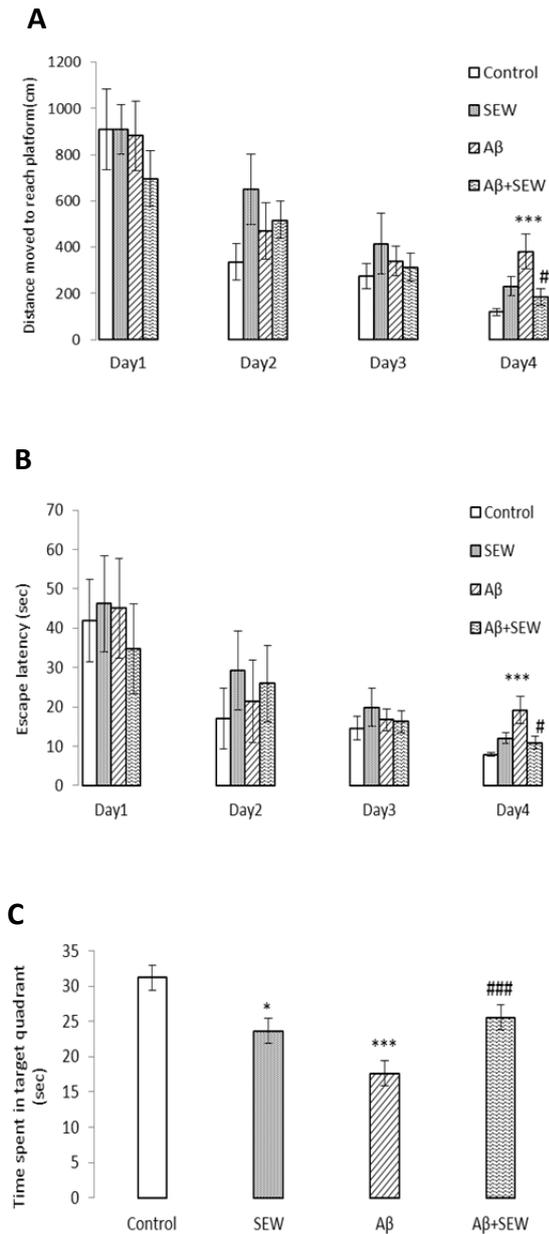 A
Distance moved to reach platform(cm)
1200
1000
800
600
400
200
0
Control
SEW
Aβ
Aβ+SEW
***
#
Day1 Day2 Day3 Day4
B
Escape latency (sec)
70
60
50
40
30
20
10
0
Control
SEW
Aβ
Aβ+SEW
***
#
Day1 Day2 Day3 Day4
C
Time spent in target quadrant
(sec)
35
30
25
20
15
10
5
0
*
***
###
Control SEW Aβ Aβ+SEW